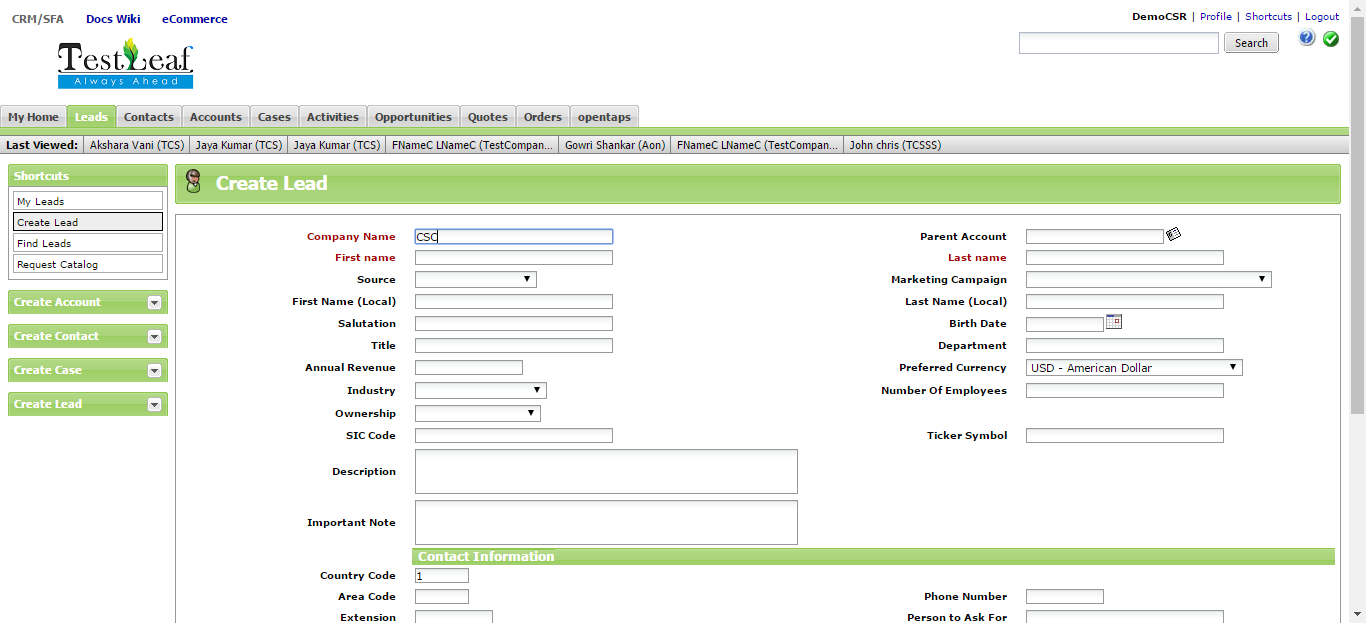 CRM/SFA Docs Wiki eCommerce
DemoCSR | Profile | Shortcuts | Logout
TestLeaf
Always Ahead
Search
My Home Leads Contacts Accounts Cases Activities Opportunities Quotes Orders opentaps
Last Viewed: Akshara Vani (TCS) Jaya Kumar (TCS) Jaya Kumar (TCS) FNameC LNameC (TestCompan... Gowri Shankar (Aon) FNameC LNameC (TestCompan... John chris (TCSSS)
Shortcuts
My Leads
Create Lead
Find Leads
Request Catalog
Create Account
Create Contact
Create Case
Create Lead
Create Lead
Company Name CSC Parent Account
First name Last name
Source Marketing Campaign
First Name (Local) Last Name (Local)
Salutation Birth Date
Title Department
Annual Revenue Preferred Currency USD - American Dollar
Industry Number Of Employees
Ownership
SIC Code Ticker Symbol
Description
Important Note
Contact Information
Country Code 1
Area Code Phone Number
Extension Person to Ask For